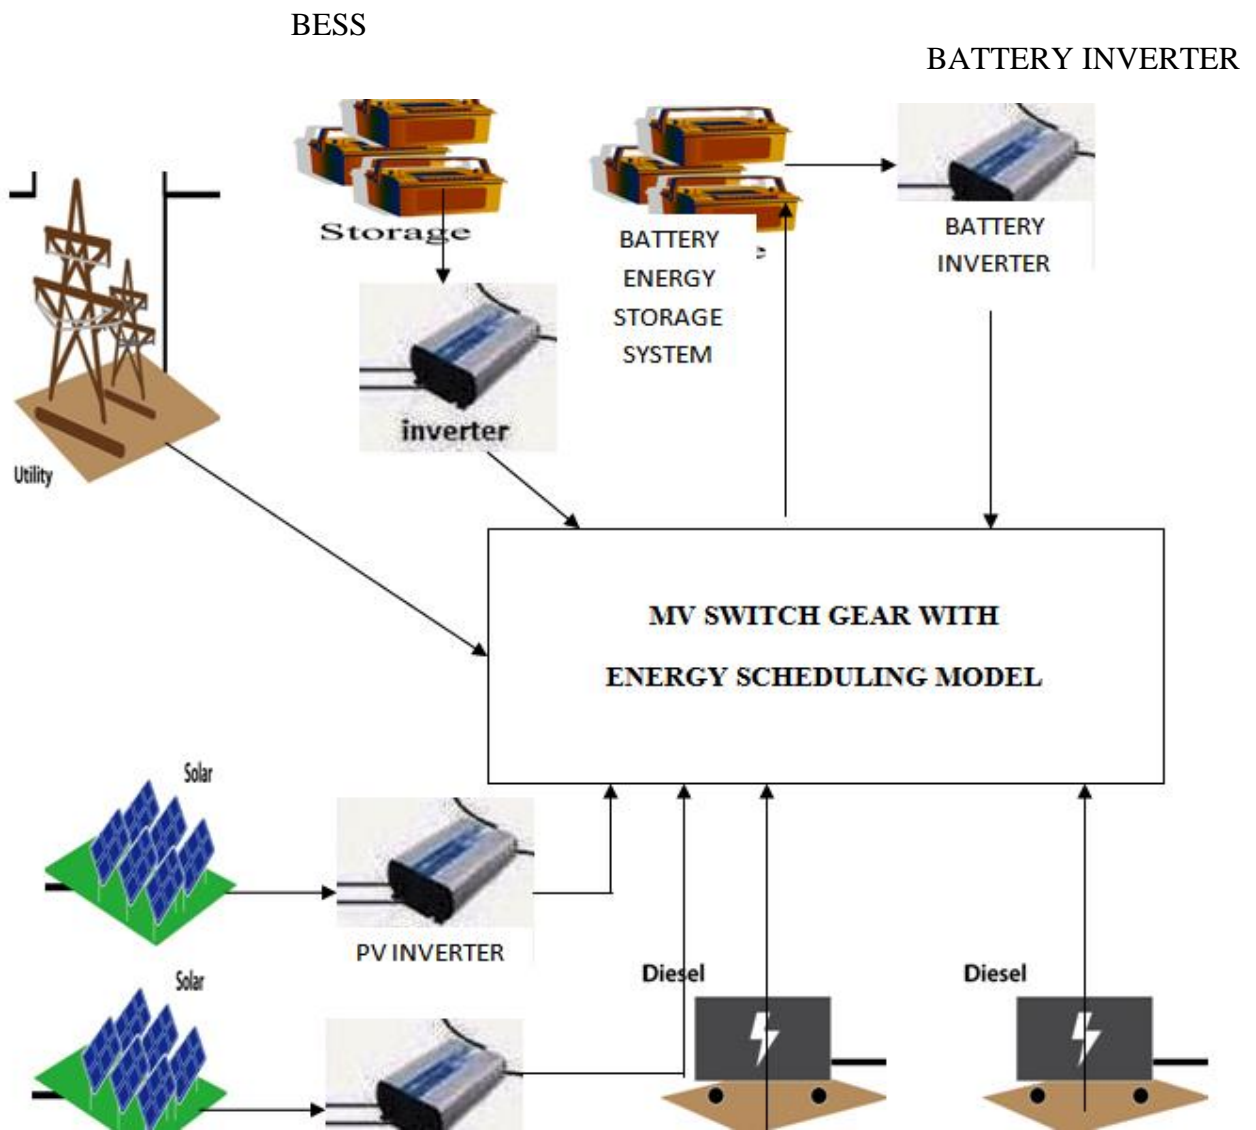 BESS
BATTERY INVERTER
Storage
BATTERY
ENERGY
STORAGE
SYSTEM
BATTERY
INVERTER
inverter
Utility
MV SWITCH GEAR WITH
ENERGY SCHEDULING MODEL
Solar
PV INVERTER
Diesel
Diesel
Solar